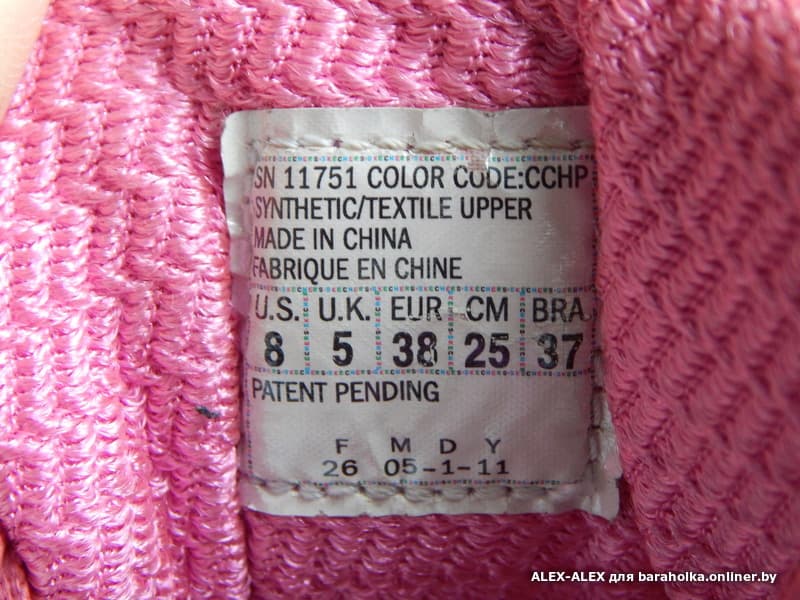 SN 11751 COLOR CODE:CCHP
SYNTHETIC/TEXTILE UPPER
MADE IN CHINA
FABRIQUE EN CHINE
U.S. U.K. EUR CM BRA
8 5 38 25 37
PATENT PENDING
F M D Y
26 05-1-11
ALEX-ALEX для baraholka.onliner.by